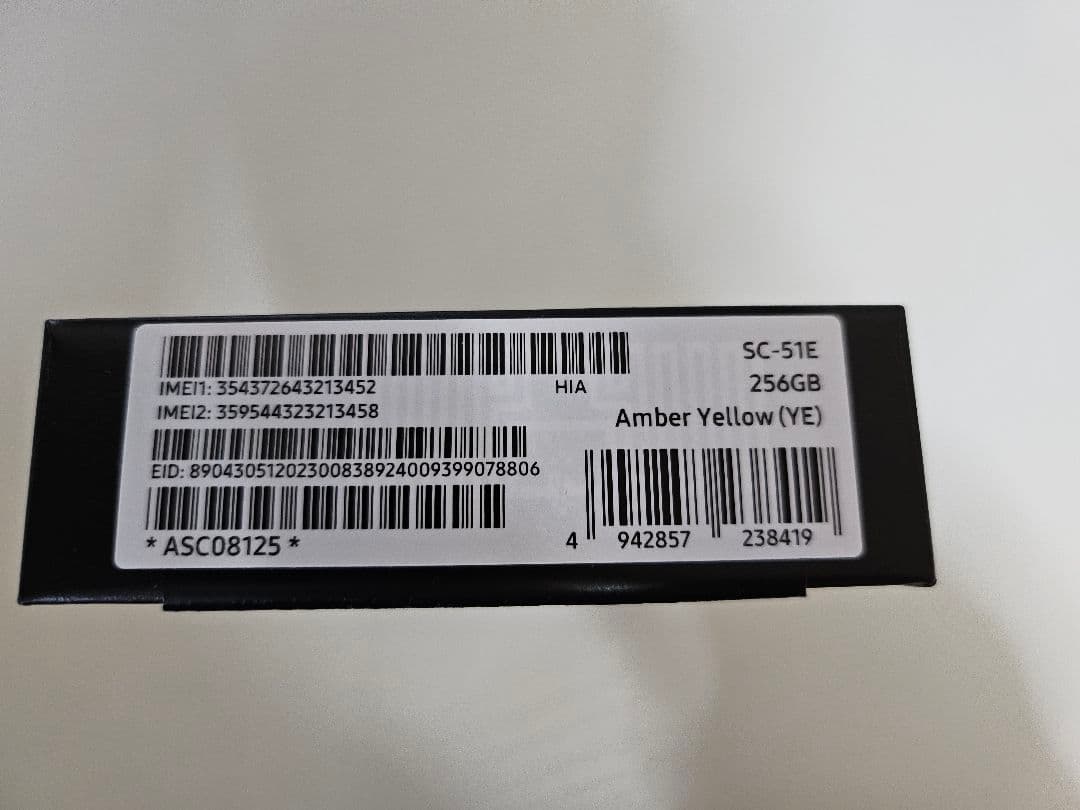 IMEI1: 354372643213452
HIA
IMEI2: 359544323213458
EID: 89043051202300838924009399078806
* ASC08125 *
SC-51E
256GB
Amber Yellow (YE)
4 942857 238419